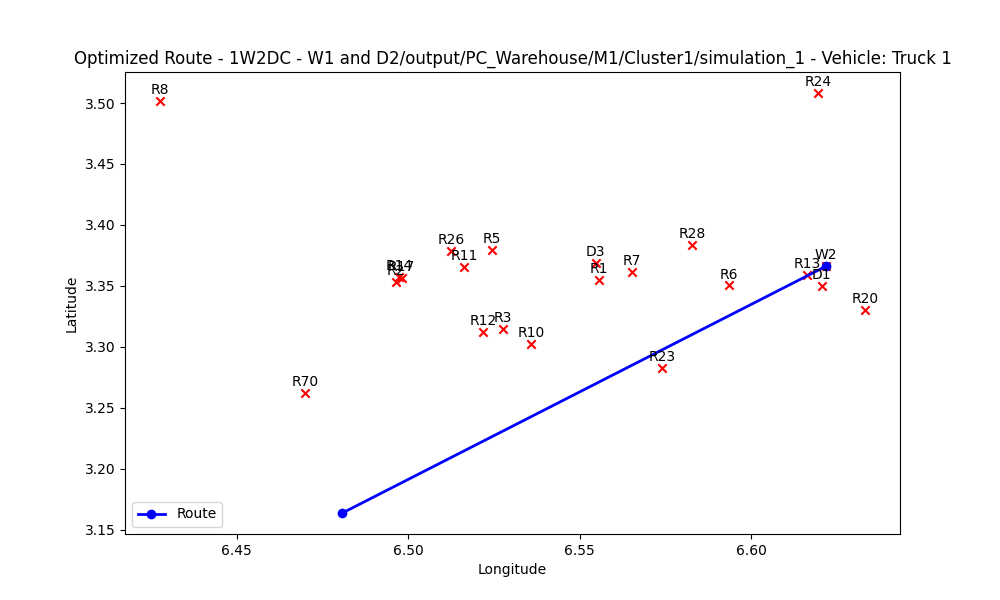 Optimized Route - 1W2DC - W1 and D2/output/PC_Warehouse/M1/Cluster1/simulation_1 - Vehicle: Truck 1
R8
R24
R26
R5
R28
D3
W2
R11
R1
R7
R13
R6
D1
R20
R12
R3
R10
R23
R70
Route
3.50
3.45
3.40
3.35
3.30
3.25
3.20
3.15
Latitude
6.45
6.50
6.55
6.60
Longitude